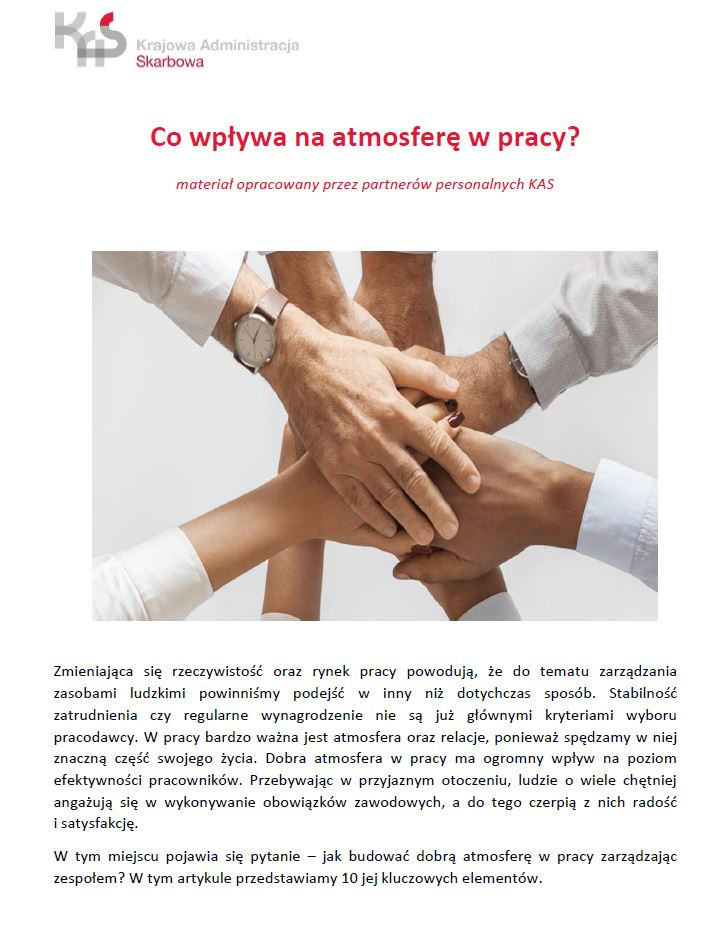 KAS Krajowa Administracja
Skarbowa
Co wpływa na atmosferę w pracy?
materiał opracowany przez partnerów personalnych KAS
Zmieniająca się rzeczywistość oraz rynek pracy powodują, że do tematu zarządzania
zasobami ludzkimi powinniśmy podejść w inny niż dotychczas sposób. Stabilność
zatrudnienia czy regularne wynagrodzenie nie są już głównymi kryteriami wyboru
pracodawcy. W pracy bardzo ważna jest atmosfera oraz relacje, ponieważ spędzamy w niej
znaczną część swojego życia. Dobra atmosfera w pracy ma ogromny wpływ na poziom
efektywności pracowników. Przebywając w przyjaznym otoczeniu, ludzie o wiele chętniej
angażują się w wykonywanie obowiązków zawodowych, a do tego czerpią z nich radość
i satysfakcję.
W tym miejscu pojawia się pytanie – jak budować dobrą atmosferę w pracy zarządzając
zespołem? W tym artykule przedstawiamy 10 jej kluczowych elementów.